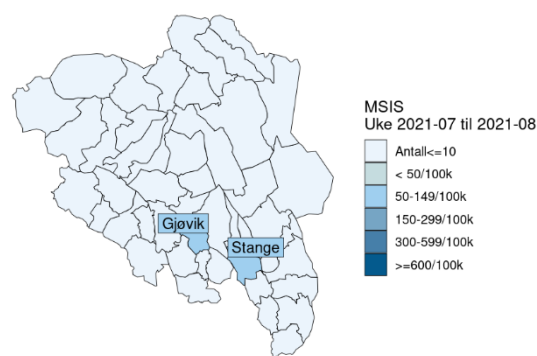 MSIS
Uke 2021-07 til 2021-08
Antall<=10
< 50/100k
50-149/100k
150-299/100k
300-599/100k
>=600/100k
Gjøvik
Stange